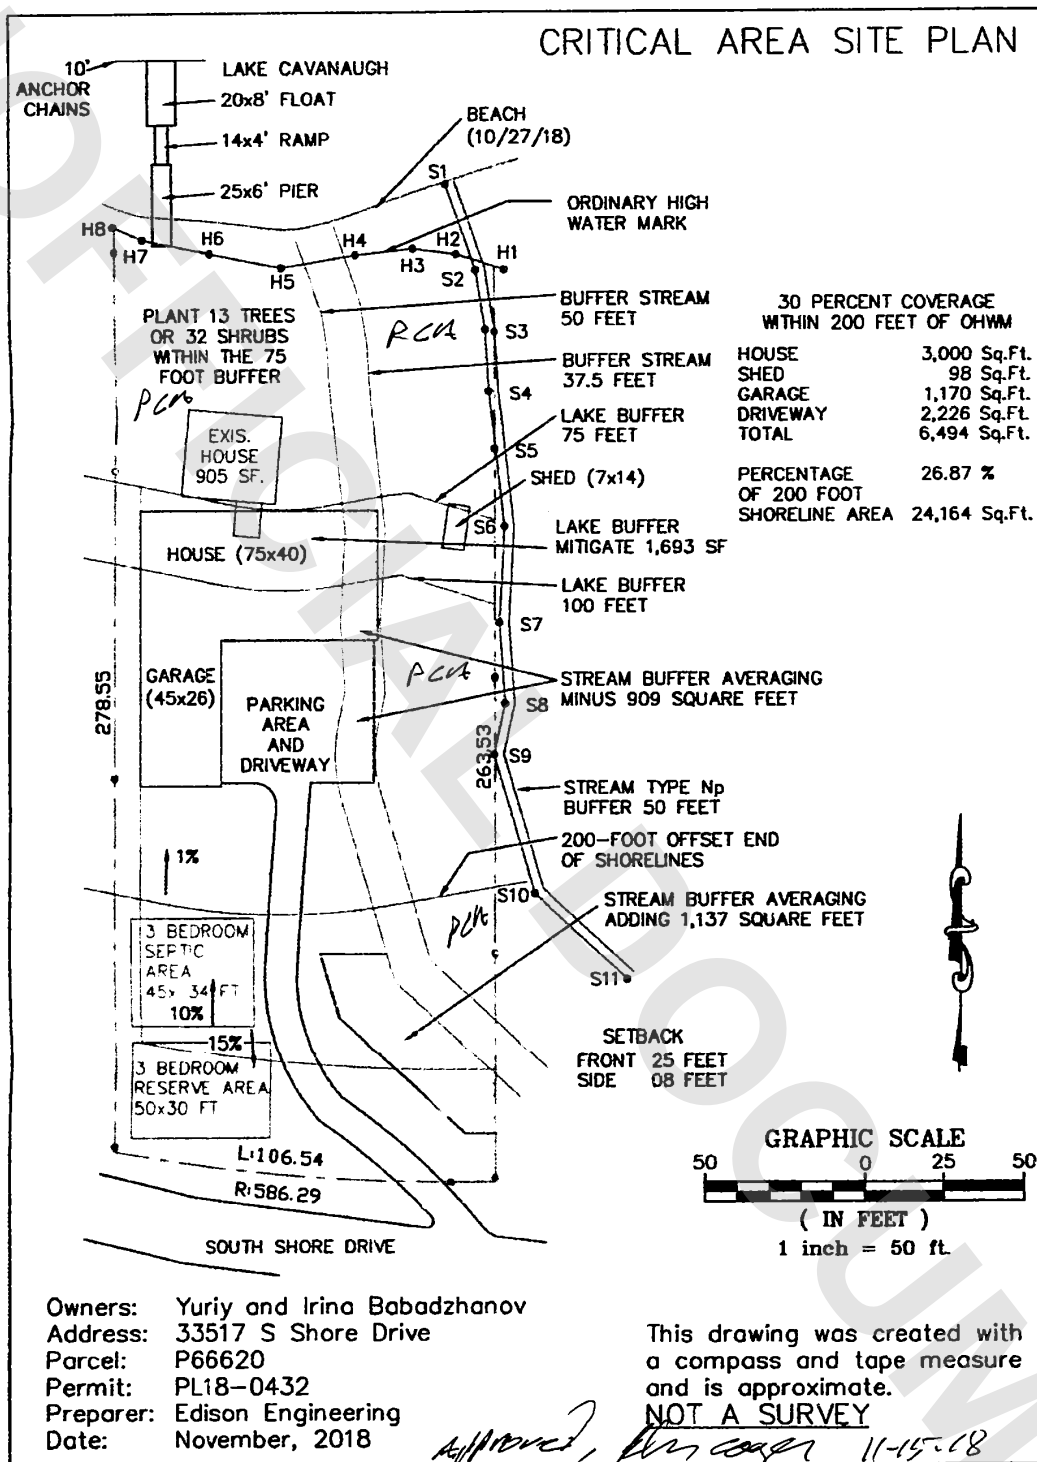 CRITICAL AREA SITE PLAN
10'
ANCHOR
CHAINS
LAKE CAVANAUGH
20x8' FLOAT
14x4' RAMP
25x6' PIER
BEACH
(10/27/18)
S1
ORDINARY HIGH
WATER MARK
H8
H7
H6
H5
H4
H3
H2
H1
S2
BUFFER STREAM
50 FEET
PLANT 13 TREES
OR 32 SHRUBS
WITHIN THE 75
FOOT BUFFER
PCA
PCA
S3
BUFFER STREAM
37.5 FEET
S4
30 PERCENT COVERAGE
WITHIN 200 FEET OF OHWM
HOUSE 3,000 Sq.Ft.
SHED 98 Sq.Ft.
GARAGE 1,170 Sq.Ft.
DRIVEWAY 2,226 Sq.Ft.
TOTAL 6,494 Sq.Ft.
PERCENTAGE 26.87 %
OF 200 FOOT
SHORELINE AREA 24,164 Sq.Ft.
EXIS.
HOUSE
905 SF.
LAKE BUFFER
75 FEET
S5
SHED (7x14)
S6
LAKE BUFFER
MITIGATE 1,693 SF
HOUSE (75x40)
LAKE BUFFER
100 FEET
S7
GARAGE
(45x26)
PARKING
AREA
AND
DRIVEWAY
PCA
STREAM BUFFER AVERAGING
MINUS 909 SQUARE FEET
S8
278.55
263.53
S9
STREAM TYPE Np
BUFFER 50 FEET
1%
200-FOOT OFFSET END
OF SHORELINES
S10
PCA
STREAM BUFFER AVERAGING
ADDING 1,137 SQUARE FEET
S11
3 BEDROOM
SEPTIC
AREA
45x 34 FT
10%
15%
3 BEDROOM
RESERVE AREA
50x30 FT
SETBACK
FRONT 25 FEET
SIDE 08 FEET
L:106.54
R:586.29
SOUTH SHORE DRIVE
GRAPHIC SCALE
50 0 25 50
( IN FEET )
1 inch = 50 ft.
Owners: Yuriy and Irina Babadzhanov
Address: 33517 S Shore Drive
Parcel: P66620
Permit: PL18-0432
Preparer: Edison Engineering
Date: November, 2018
This drawing was created with
a compass and tape measure
and is approximate.
NOT A SURVEY
Approved, 11-15-18
OFFICIAL DOCUM